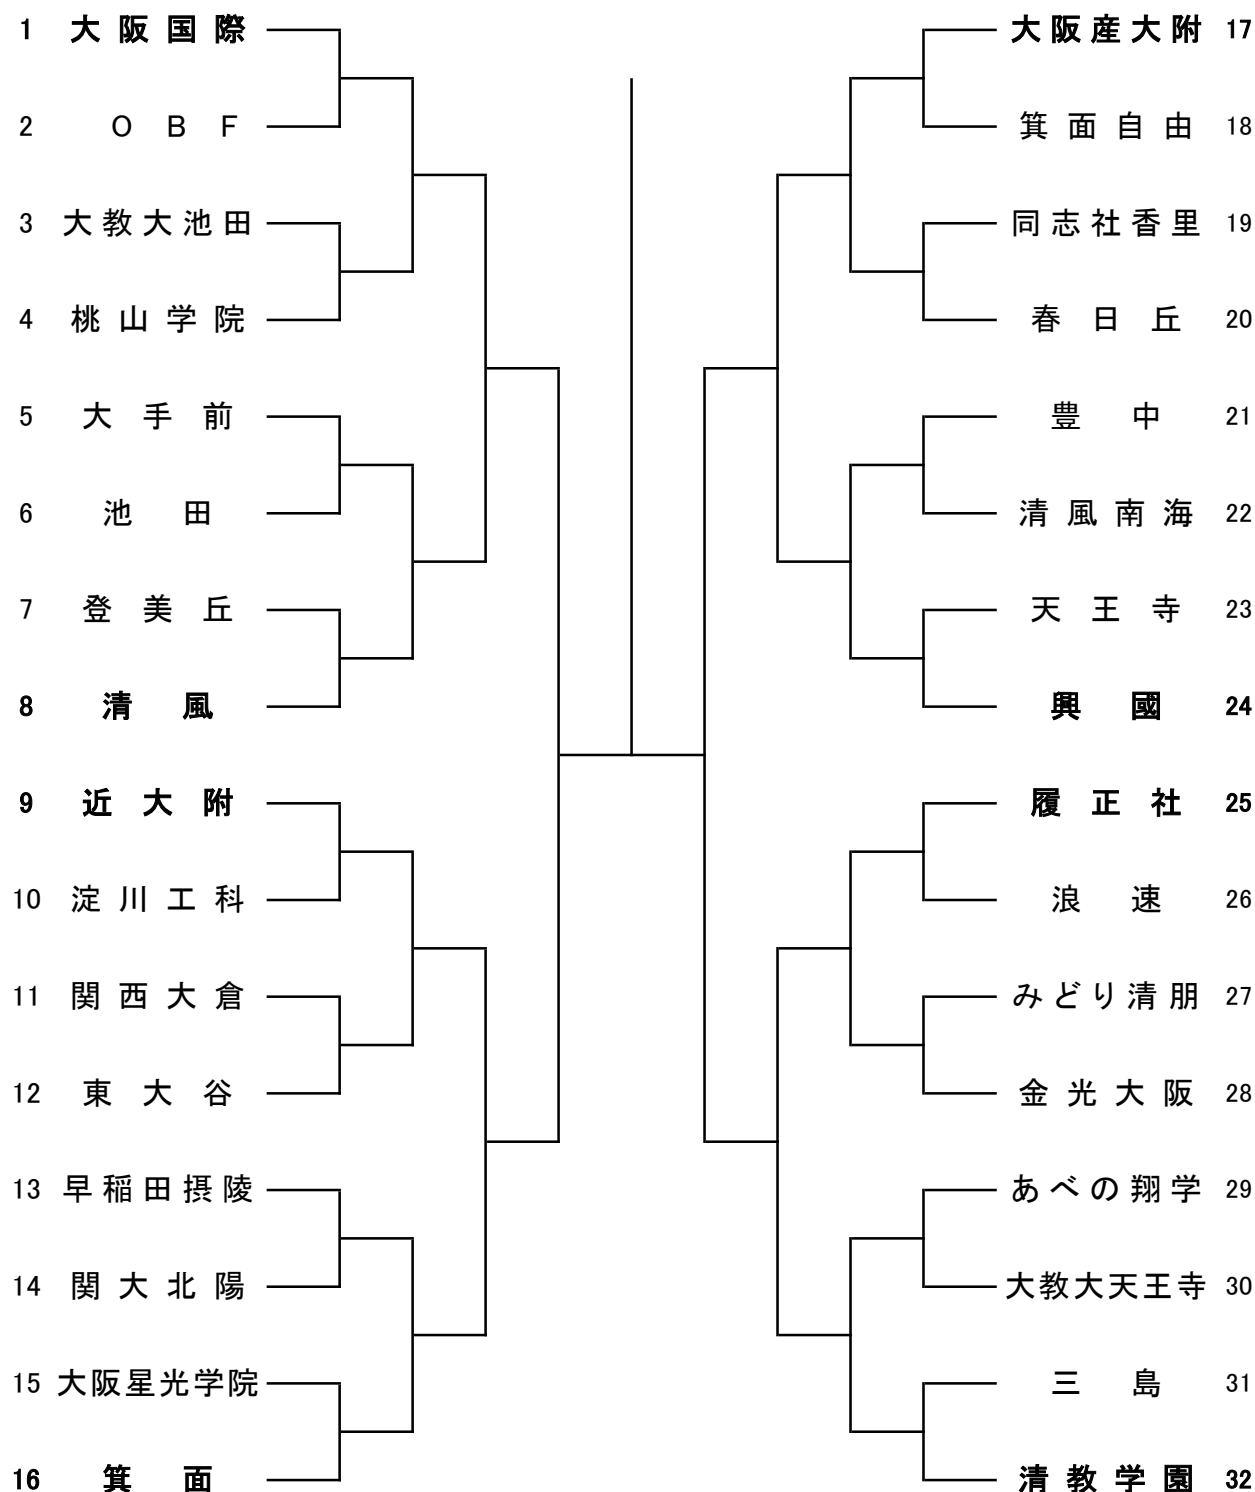 1 大阪国際
2 OBF
3 大教大池田
4 桃山学院
5 大手前
6 池田
7 登美丘
8 清風
9 近大附
10 淀川工科
11 関西大倉
12 東大谷
13 早稲田摂陵
14 関大北陽
15 大阪星光学院
16 箕面
大阪産大附 17
箕面自由 18
同志社香里 19
春日丘 20
豊中 21
清風南海 22
天王寺 23
興國 24
履正社 25
浪速 26
みどり清朋 27
金光大阪 28
あべの翔学 29
大教大天王寺 30
三島 31
清教学園 32